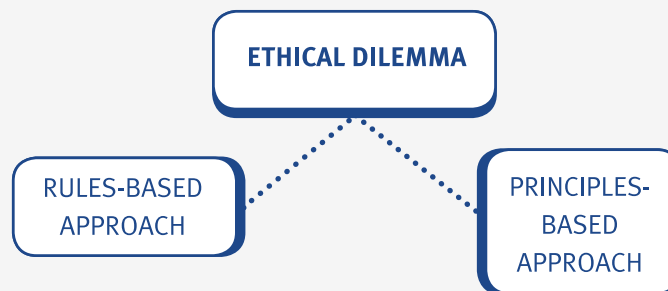 ETHICAL DILEMMA
RULES-BASED
APPROACH
PRINCIPLES-
BASED
APPROACH